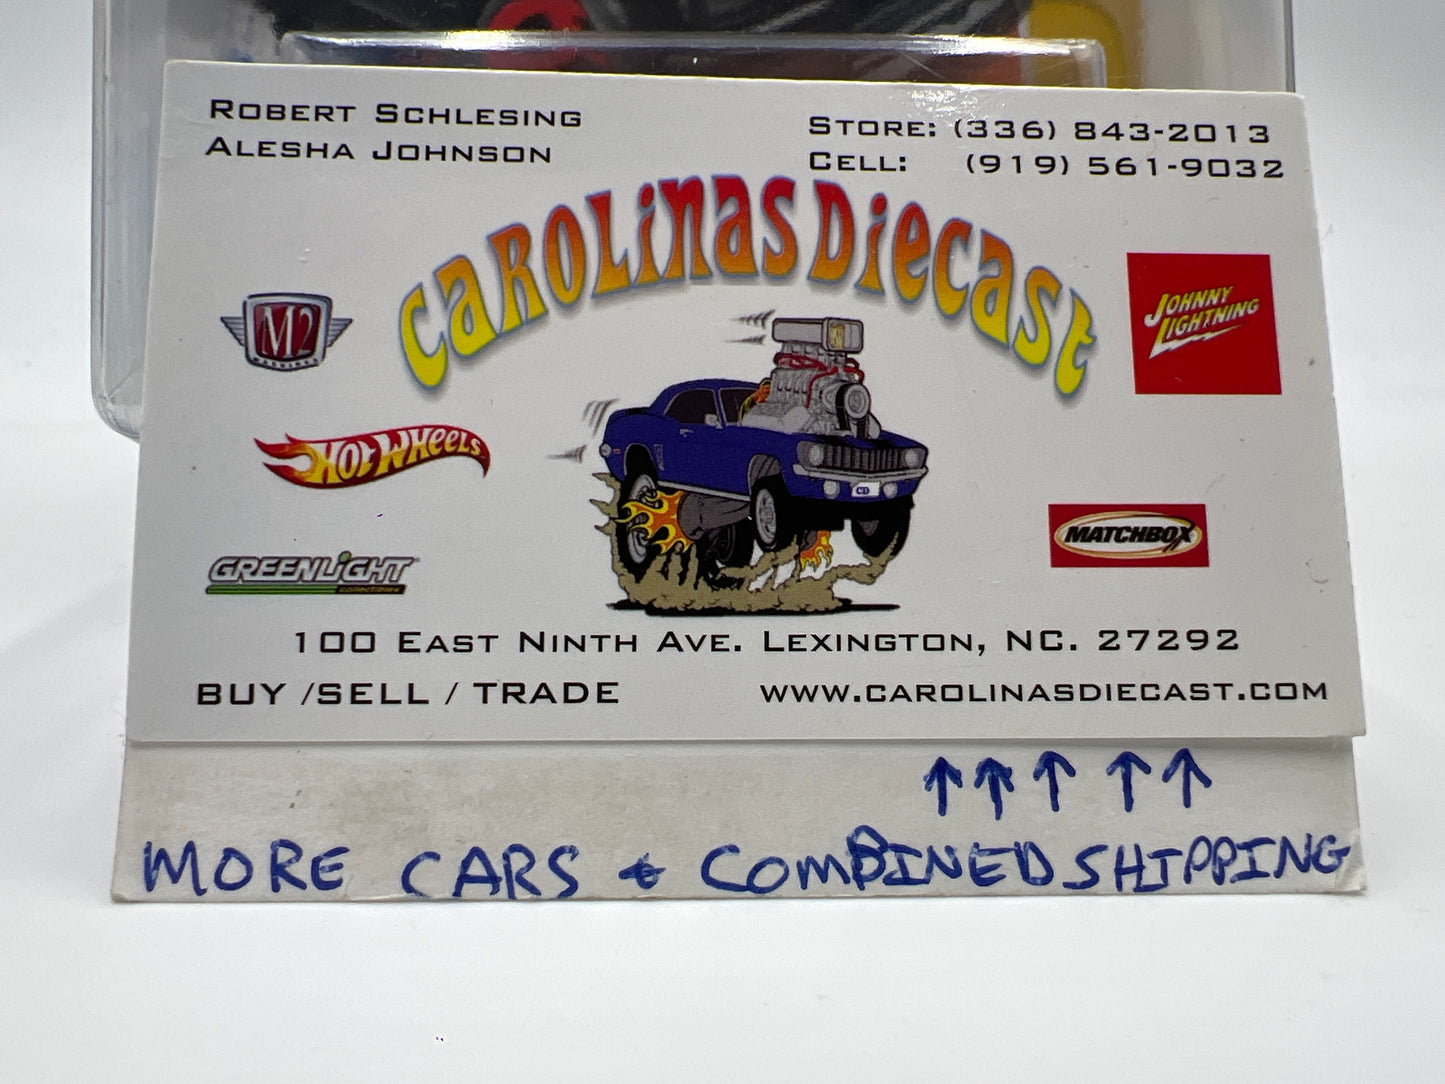 ROBERT SCHLESING
ALESHA JOHNSON
STORE: (336) 843-2013
CELL: (919) 561-9032
CAROLINAS DIECAST
M2
MACHINES
JOHNNY
LIGHTNING
HOT WHEELS
CD
MATCHBOX
GREENLIGHT
collectibles
100 EAST NINTH AVE. LEXINGTON, NC. 27292
BUY /SELL / TRADE
WWW.CAROLINASDIECAST.COM
↑↑↑↑↑
MORE CARS & COMBINED SHIPPING